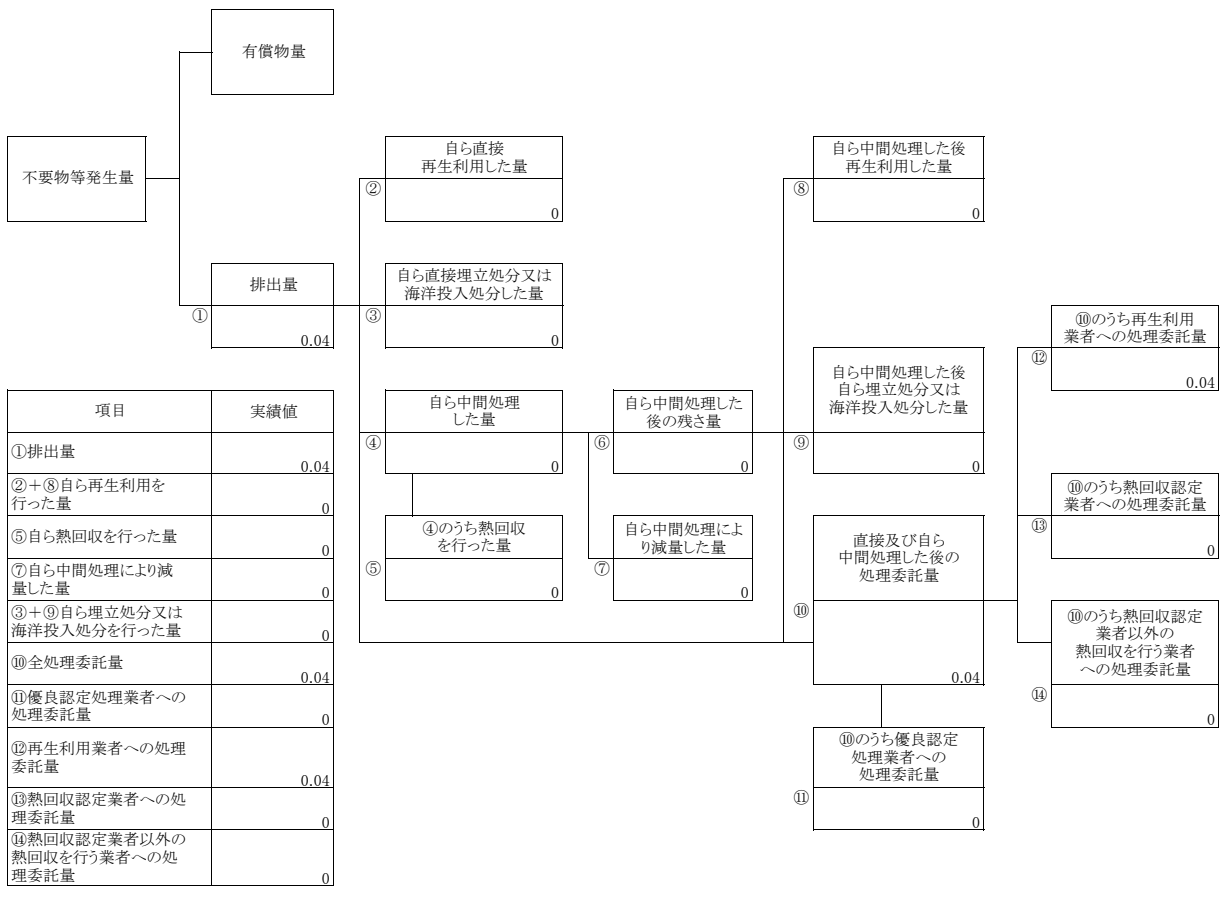 有償物量
不要物等発生量
自ら直接
再生利用した量
②
0
自ら中間処理した後
再生利用した量
⑧
0
排出量
①
0.04
自ら直接埋立処分又は
海洋投入処分した量
③
0
⑩のうち再生利用
業者への処理委託量
⑫
0.04
自ら中間処理
した量
④
0
自ら中間処理した
後の残さ量
⑥
0
自ら中間処理した後
自ら埋立処分又は
海洋投入処分した量
⑨
0
⑩のうち熱回収認定
業者への処理委託量
⑬
0
④のうち熱回収
を行った量
⑤
0
自ら中間処理によ
り減量した量
⑦
0
直接及び自ら
中間処理した後の
処理委託量
⑩
0.04
⑩のうち熱回収認定
業者以外の
熱回収を行う業者
への処理委託量
⑭
0
⑩のうち優良認定
処理業者への
処理委託量
⑪
0
項目 実績値
①排出量
0.04
②＋⑧自ら再生利用を
行った量
0
⑤自ら熱回収を行った量
0
⑦自ら中間処理により減
量した量
0
③＋⑨自ら埋立処分又は
海洋投入処分を行った量
0
⑩全処理委託量
0.04
⑪優良認定処理業者への
処理委託量
0
⑫再生利用業者への処理
委託量
0.04
⑬熱回収認定業者への処
理委託量
0
⑭熱回収認定業者以外の
熱回収を行う業者への処
理委託量
0